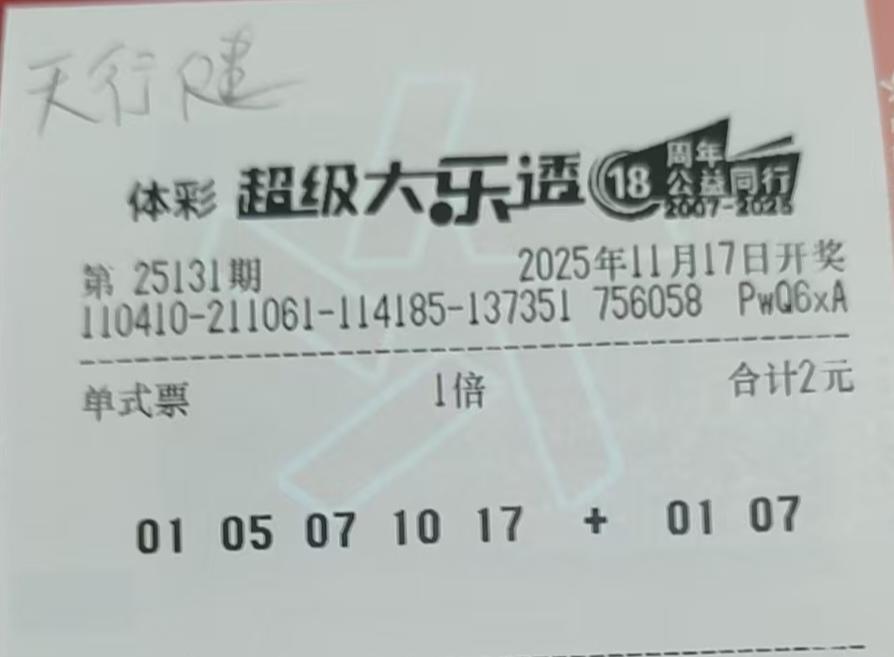 天行健
体彩 超级大乐透 18 周年 公益同行 2007-2025
第 25131期 2025年11月17日开奖
110410-211061-114185-137351 756058 PwQ6xA
单式票 1倍 合计2元
01 05 07 10 17 + 01 07